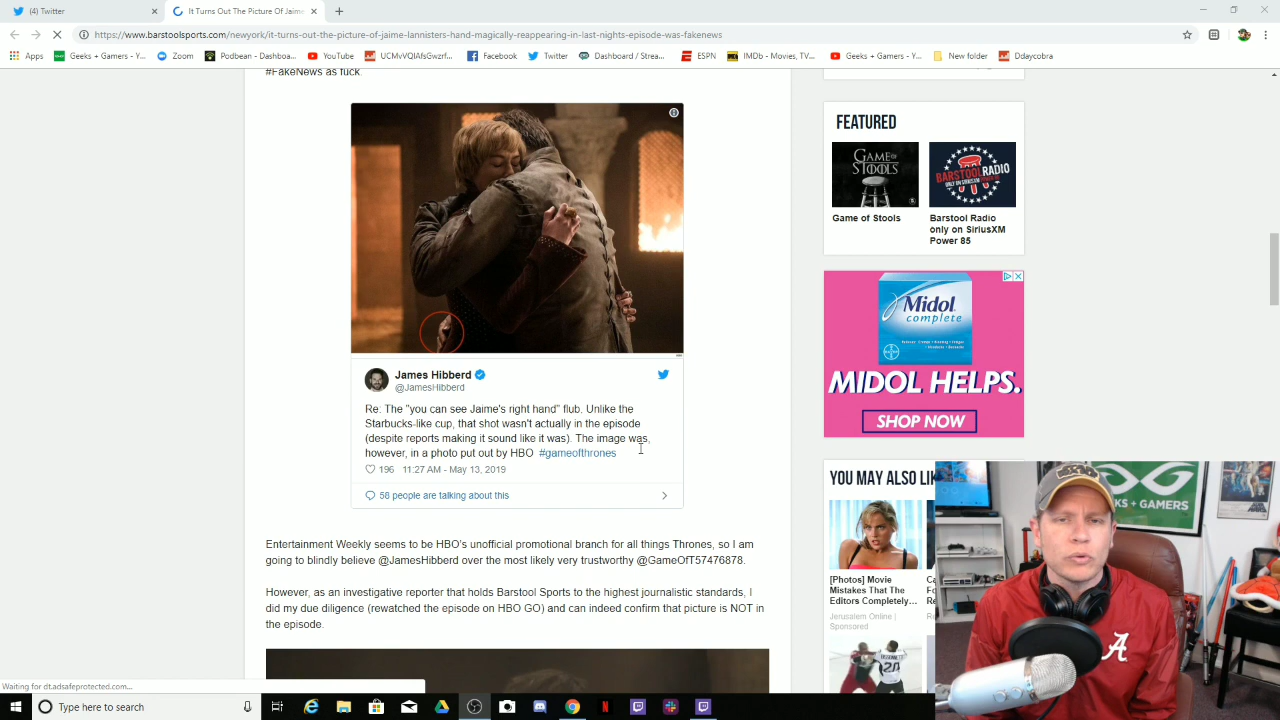 (4) Twitter
It Turns Out The Picture Of Jaime
https://www.barstoolsports.com/newyork/it-turns-out-the-picture-of-jaime-lannisters-hand-magically-reappearing-in-last-nights-episode-was-fakenews
Apps
Geeks + Gamers - Y...
Zoom
Podbean - Dashboa...
YouTube
UCMvVQIAfsGwzrf...
Facebook
Twitter
Dashboard / Strea...
ESPN
IMDb - Movies, TV...
Geeks + Gamers - Y...
New folder
Ddaycobra
#FakeNews as fuck
James Hibberd
@JamesHibberd
Re: The "you can see Jaime's right hand" flub. Unlike the
Starbucks-like cup, that shot wasn't actually in the episode
(despite reports making it sound like it was). The image was,
however, in a photo put out by HBO #gameofthrones
196 11:27 AM - May 13, 2019
58 people are talking about this
Entertainment Weekly seems to be HBO's unofficial promotional branch for all things Thrones, so I am
going to blindly believe @JamesHibberd over the most likely very trustworthy @GameOfT57476878.
However, as an investigative reporter that holds Barstool Sports to the highest journalistic standards, I
did my due diligence (rewatched the episode on HBO GO) and can indeed confirm that picture is NOT in
the episode.
FEATURED
GAME
OF
STOOLS
BARSTOOL
RADIO
Game of Stools
Barstool Radio
only on SiriusXM
Power 85
Midol
complete
MIDOL HELPS.
SHOP NOW
YOU MAY ALSO LI
[Photos] Movie
Mistakes That The
Editors Completely...
Jerusalem Online |
Sponsored
KS + GAMERS
A
20
Waiting for dt.adsafeprotected.com...
Type here to search